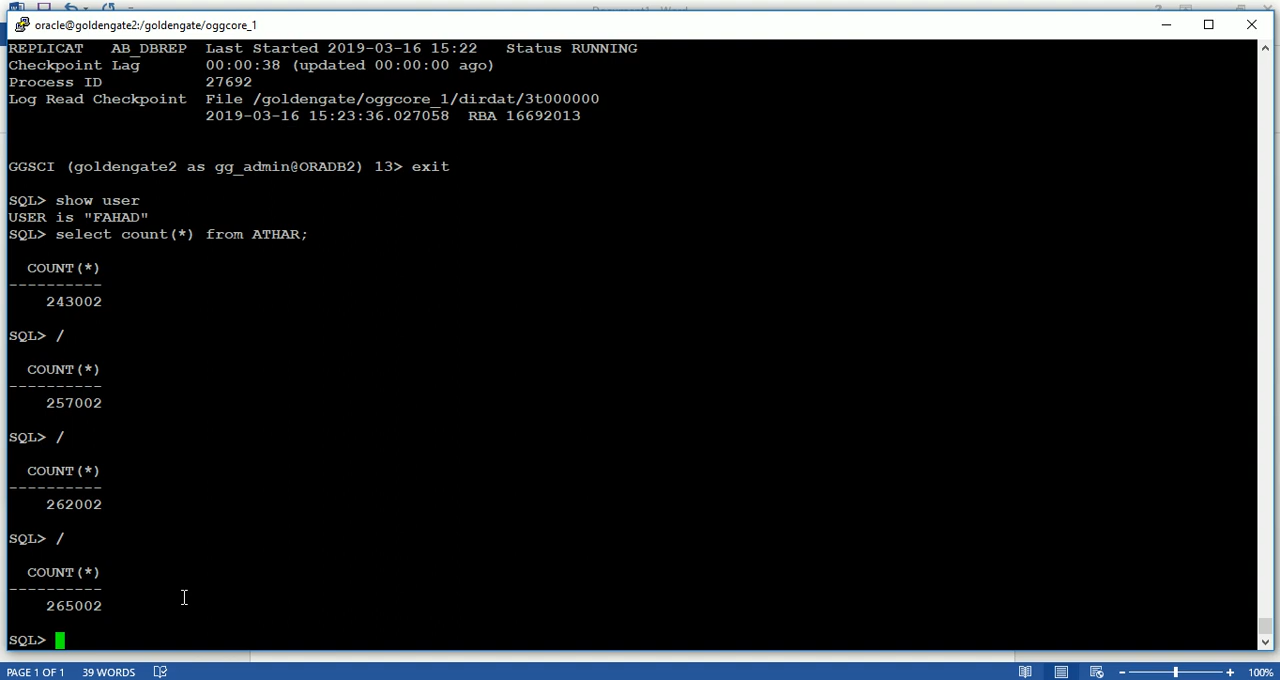 oracle@goldengate2:/goldengate/oggcore_1
REPLICAT   AB_DBREP  Last Started 2019-03-16 15:22   Status RUNNING
Checkpoint Lag       00:00:38 (updated 00:00:00 ago)
Process ID           27692
Log Read Checkpoint  File /goldengate/oggcore_1/dirdat/3t000000
                     2019-03-16 15:23:36.027058  RBA 16692013
GGSCI (goldengate2 as gg_admin@ORADB2) 13> exit
SQL> show user
USER is "FAHAD"
SQL> select count(*) from ATHAR;
  COUNT(*)
----------
    243002
SQL> /
  COUNT(*)
----------
    257002
SQL> /
  COUNT(*)
----------
    262002
SQL> /
  COUNT(*)
----------
    265002
SQL>
PAGE 1 OF 1   39 WORDS   100%